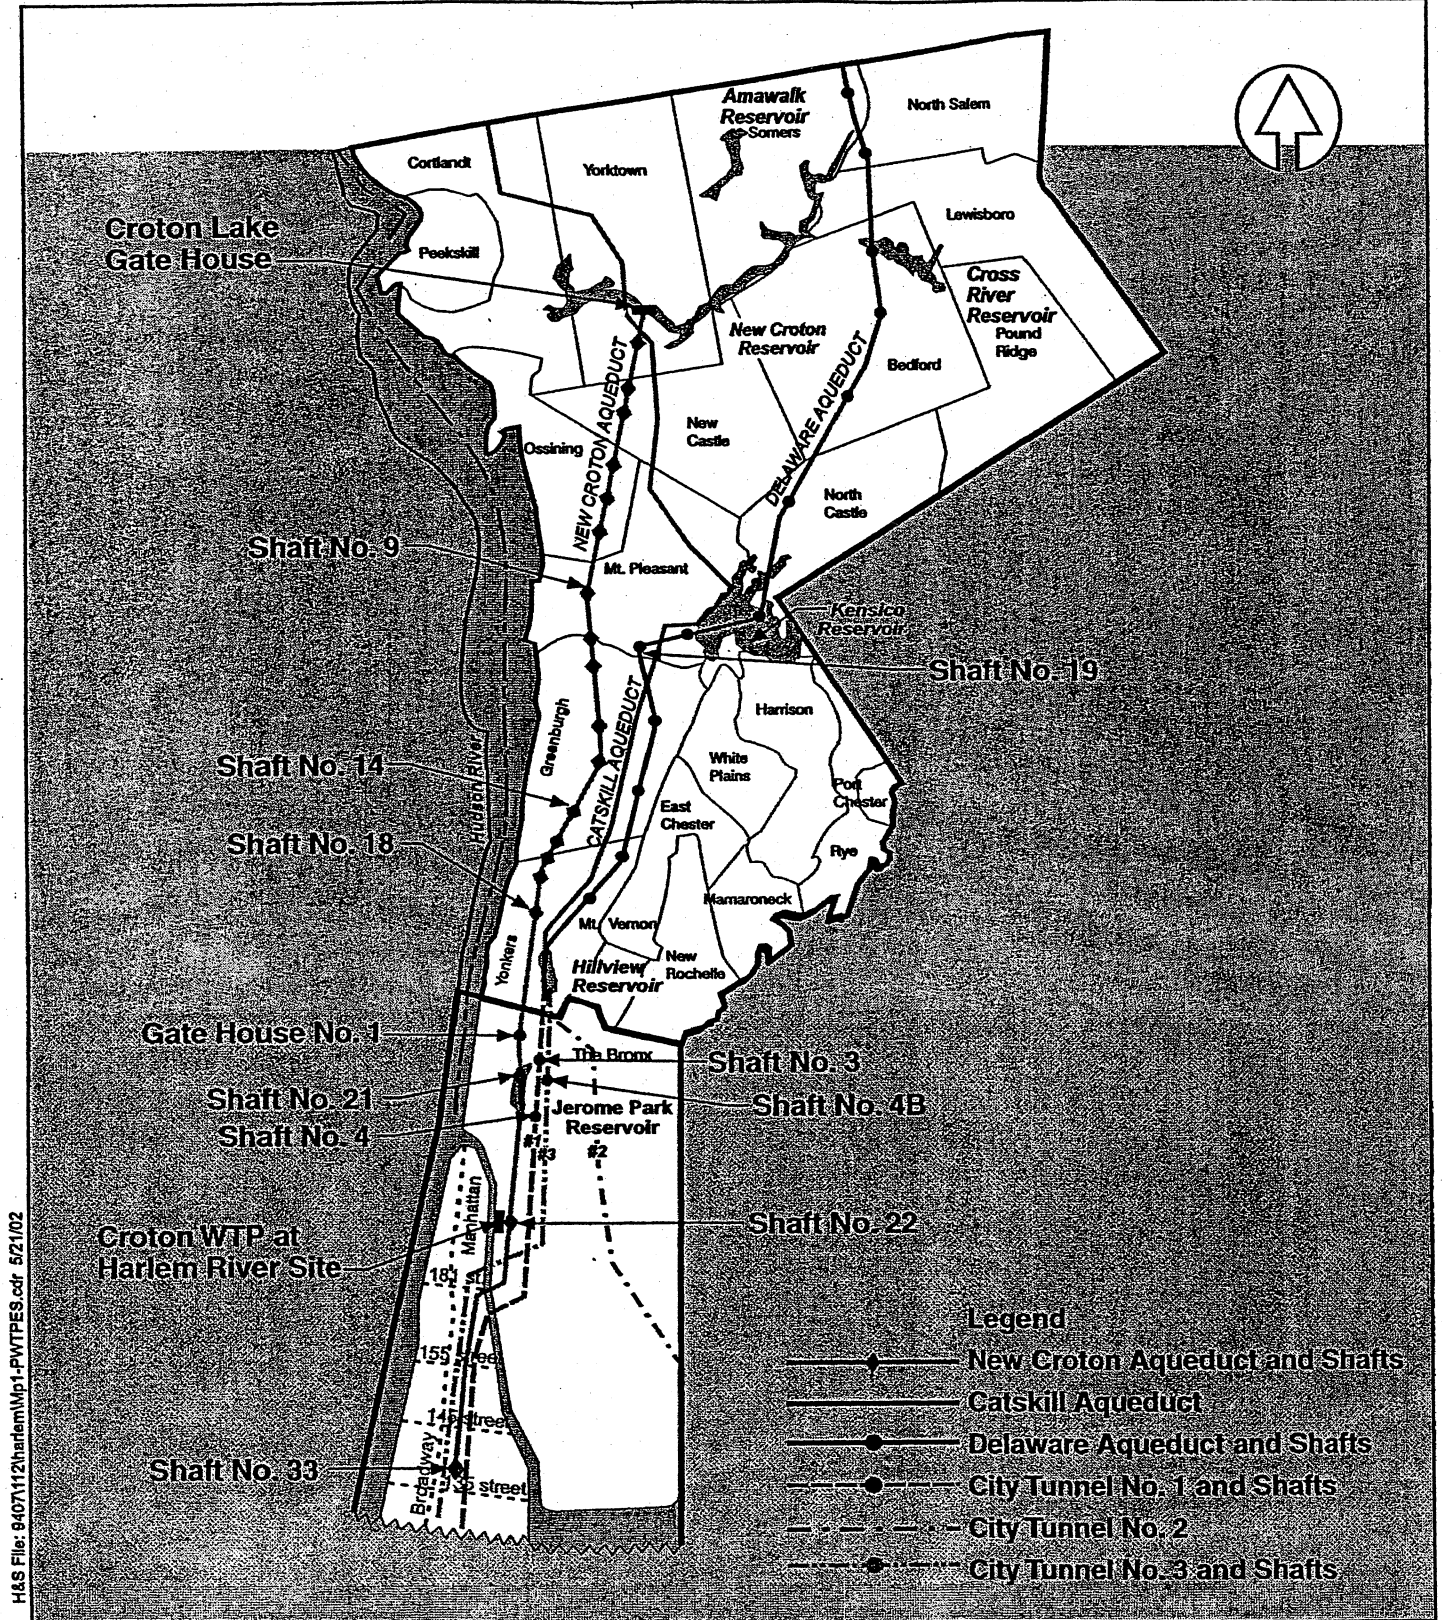 Amawalk
Reservoir
Somers
North Salem
Cortlandt
Yorktown
Lewisboro
Croton Lake
Gate House
Peekskill
Cross
River
Reservoir
Pound
Ridge
New Croton
Reservoir
Bedford
NEW CROTON AQUEDUCT
DELAWARE AQUEDUCT
New
Castle
Ossining
North
Castle
Shaft No. 9
Mt. Pleasant
Kensico
Reservoir
Shaft No. 19
CATSKILL AQUEDUCT
Harrison
Greenburgh
Hudson River
White
Plains
Shaft No. 14
Port
Chester
East
Chester
Shaft No. 18
Rye
Mamaroneck
Mt. Vernon
Yonkers
New
Rochelle
Hillview
Reservoir
Gate House No. 1
The Bronx
Shaft No. 3
Shaft No. 21
Shaft No. 4B
Jerome Park
Reservoir
Shaft No. 4
#1
#3
#2
Manhattan
Shaft No. 22
Croton WTP at
Harlem River Site
155
street
Shaft No. 33
street
Broadway
Legend
New Croton Aqueduct and Shafts
Catskill Aqueduct
Delaware Aqueduct and Shafts
City Tunnel No. 1 and Shafts
City Tunnel No. 2
City Tunnel No. 3 and Shafts
H&S File: 9407\112\harlem\Mp1-PWTPES.cdr 5/21/02